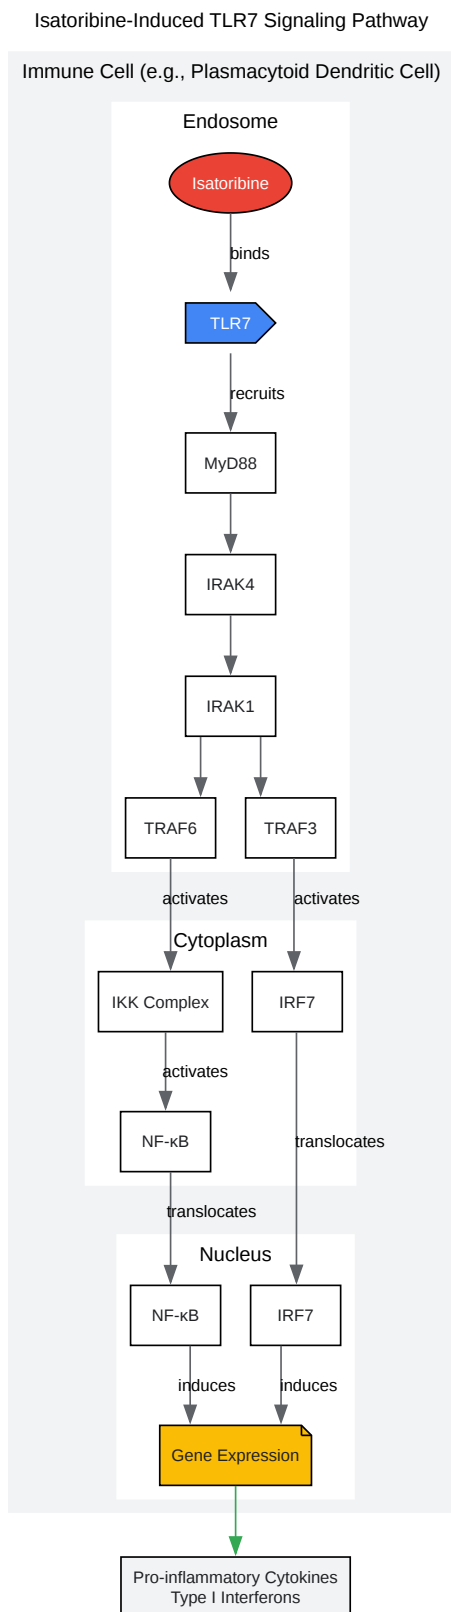 Isatoribine-Induced TLR7 Signaling Pathway
Immune Cell (e.g., Plasmacytoid Dendritic Cell)
Endosome
Isatoribine
binds
TLR7
recruits
MyD88
IRAK4
IRAK1
TRAF6
TRAF3
activates
activates
Cytoplasm
IKK Complex
IRF7
activates
NF-κB
translocates
translocates
Nucleus
NF-κB
IRF7
induces
induces
Gene Expression
Pro-inflammatory Cytokines
Type I Interferons